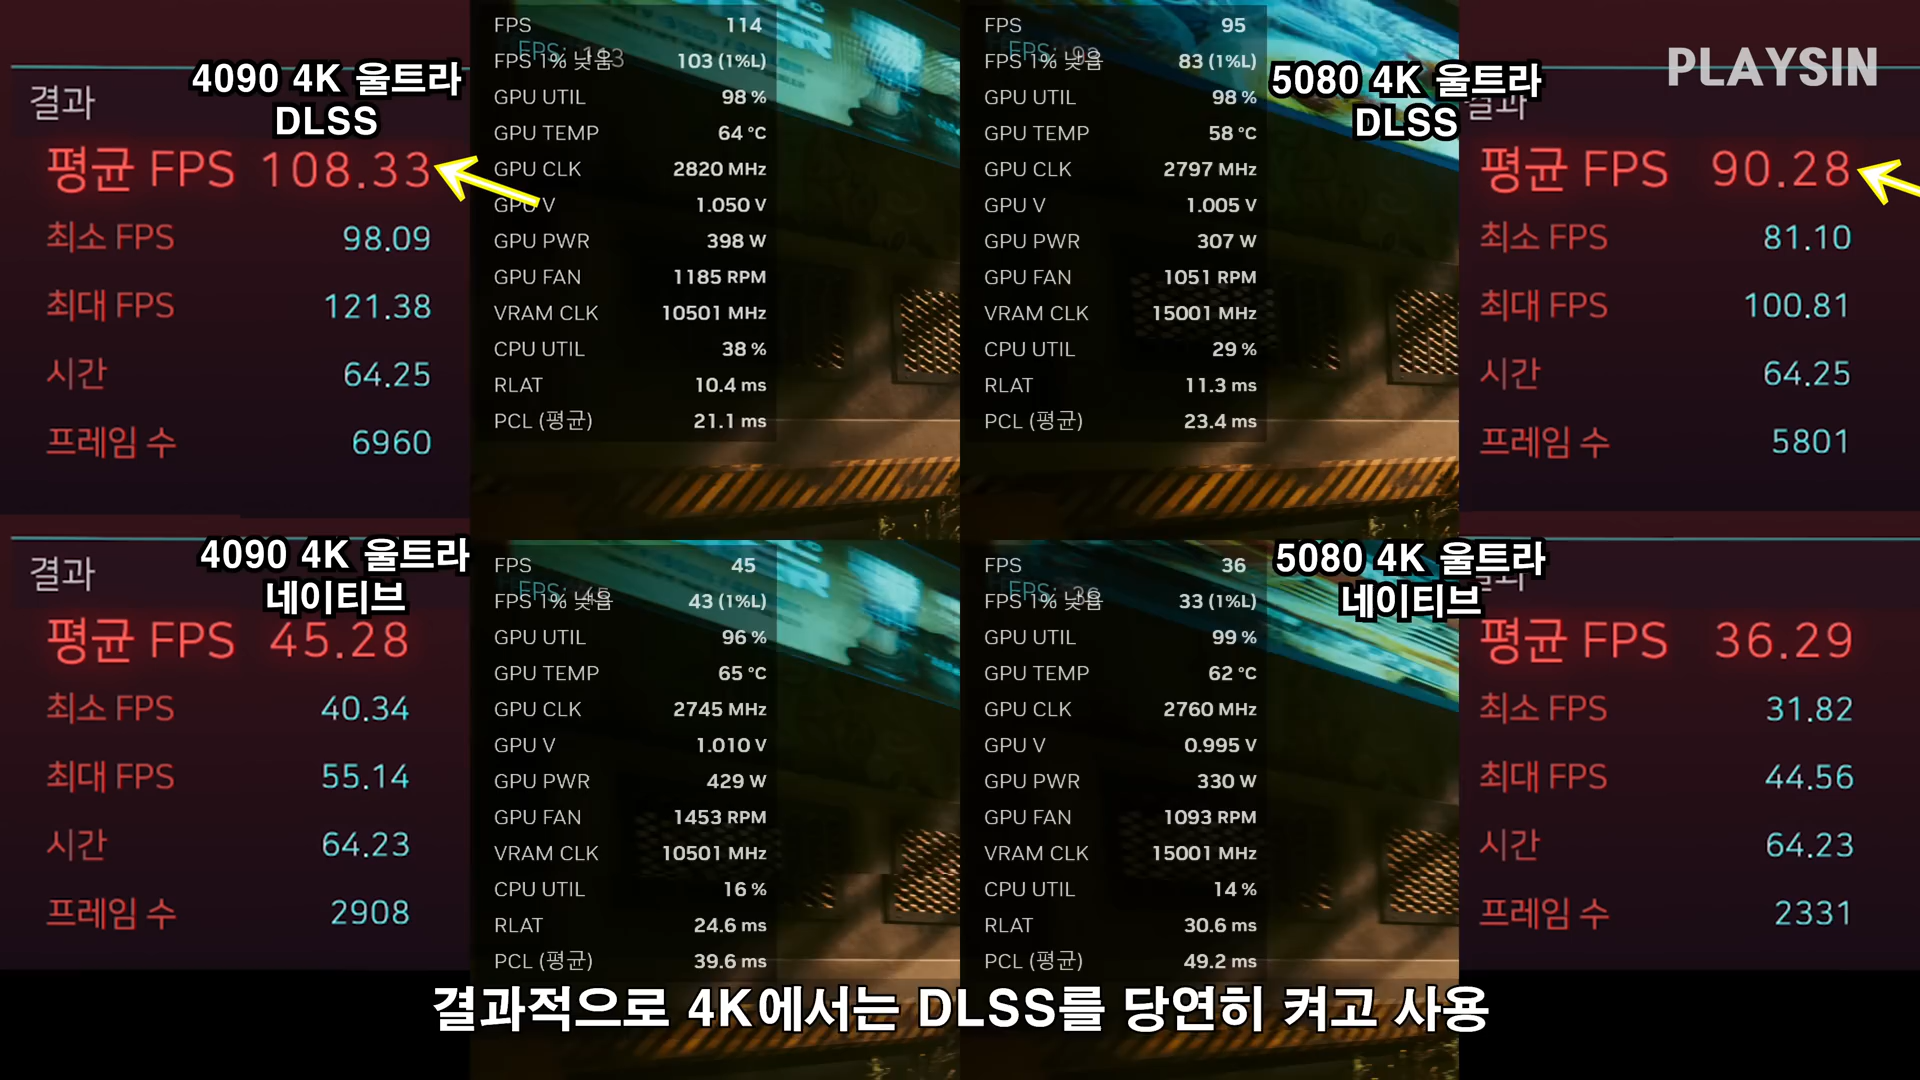 PLAYSIN
4090 4K 울트라
DLSS
결과
평균 FPS 108.33
최소 FPS 98.09
최대 FPS 121.38
시간 64.25
프레임 수 6960
FPS 114
FPS: 113
FPS 1% 낮음 103 (1%L)
GPU UTIL 98 %
GPU TEMP 64 °C
GPU CLK 2820 MHz
GPU V 1.050 V
GPU PWR 398 W
GPU FAN 1185 RPM
VRAM CLK 10501 MHz
CPU UTIL 38 %
RLAT 10.4 ms
PCL (평균) 21.1 ms
FPS 95
FPS 1% 낮음 83 (1%L)
GPU UTIL 98 %
GPU TEMP 58 °C
GPU CLK 2797 MHz
GPU V 1.005 V
GPU PWR 307 W
GPU FAN 1051 RPM
VRAM CLK 15001 MHz
CPU UTIL 29 %
RLAT 11.3 ms
PCL (평균) 23.4 ms
5080 4K 울트라
DLSS
결과
평균 FPS 90.28
최소 FPS 81.10
최대 FPS 100.81
시간 64.25
프레임 수 5801
4090 4K 울트라
네이티브
결과
평균 FPS 45.28
최소 FPS 40.34
최대 FPS 55.14
시간 64.23
프레임 수 2908
FPS 45
FPS: 45
FPS 1% 낮음 43 (1%L)
GPU UTIL 96 %
GPU TEMP 65 °C
GPU CLK 2745 MHz
GPU V 1.010 V
GPU PWR 429 W
GPU FAN 1453 RPM
VRAM CLK 10501 MHz
CPU UTIL 16 %
RLAT 24.6 ms
PCL (평균) 39.6 ms
FPS 36
FPS: 36
FPS 1% 낮음 33 (1%L)
GPU UTIL 99 %
GPU TEMP 62 °C
GPU CLK 2760 MHz
GPU V 0.995 V
GPU PWR 330 W
GPU FAN 1093 RPM
VRAM CLK 15001 MHz
CPU UTIL 14 %
RLAT 30.6 ms
PCL (평균) 49.2 ms
5080 4K 울트라
네이티브
결과
평균 FPS 36.29
최소 FPS 31.82
최대 FPS 44.56
시간 64.23
프레임 수 2331
결과적으로 4K에서는 DLSS를 당연히 켜고 사용